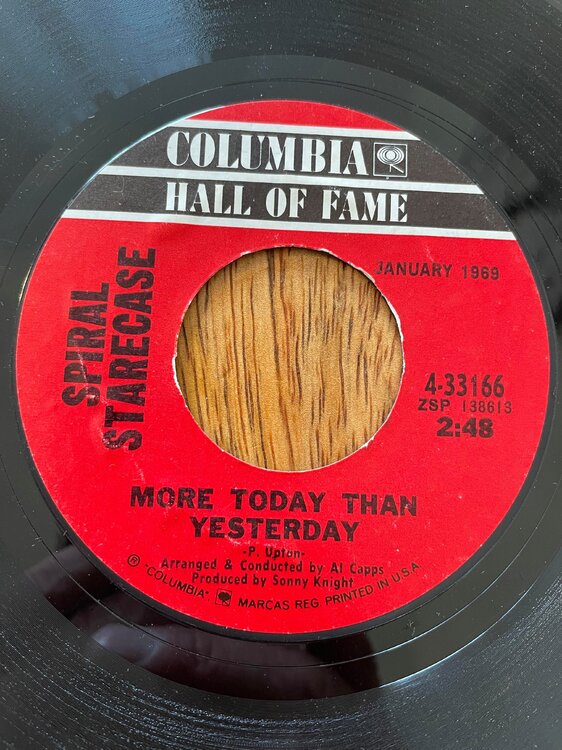 COLUMBIA
HALL OF FAME
JANUARY 1969
SPIRAL
STARECASE
4-33166
ZSP 138613
2:48
MORE TODAY THAN
YESTERDAY
-P. Upton-
Arranged & Conducted by Al Capps
Produced by Sonny Knight
℗ "COLUMBIA" MARCAS REG. PRINTED IN U.S.A.